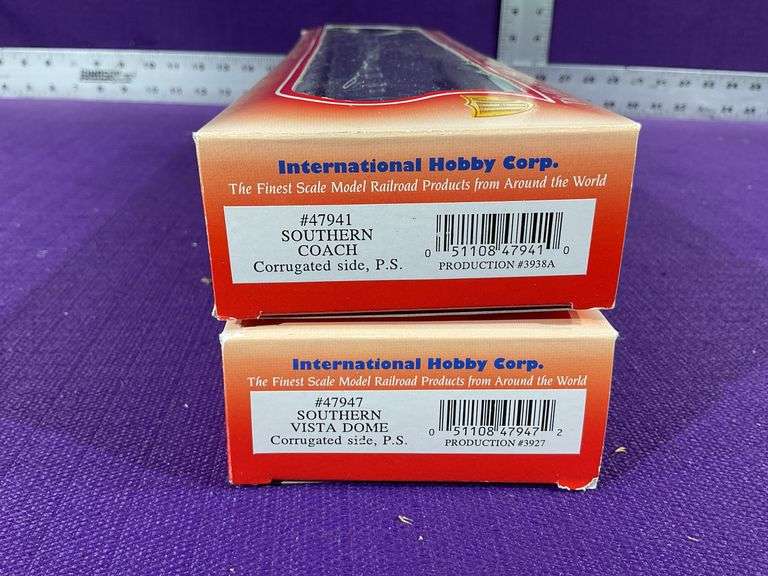 International Hobby Corp.
The Finest Scale Model Railroad Products from Around the World
#47941
SOUTHERN
COACH
Corrugated side, P.S.
0 51108 47941 0
PRODUCTION #3938A
International Hobby Corp.
The Finest Scale Model Railroad Products from Around the World
#47947
SOUTHERN
VISTA DOME
Corrugated side, P.S.
0 51108 47947 2
PRODUCTION #3927